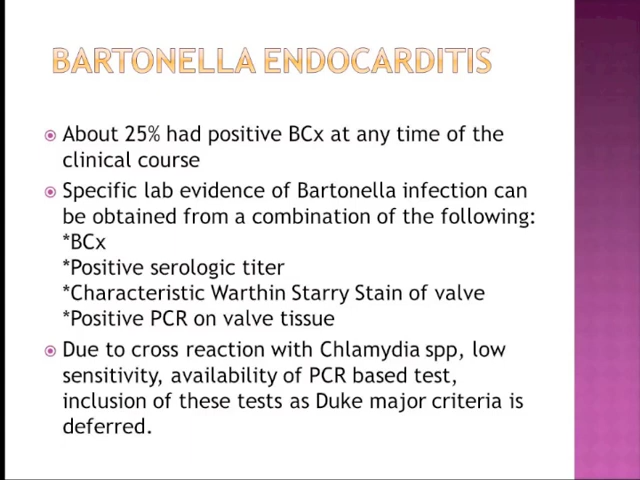 BARTONELLA ENDOCARDITIS
About 25% had positive BCx at any time of the
clinical course
Specific lab evidence of Bartonella infection can
be obtained from a combination of the following:
*BCx
*Positive serologic titer
*Characteristic Warthin Starry Stain of valve
*Positive PCR on valve tissue
Due to cross reaction with Chlamydia spp, low
sensitivity, availability of PCR based test,
inclusion of these tests as Duke major criteria is
deferred.